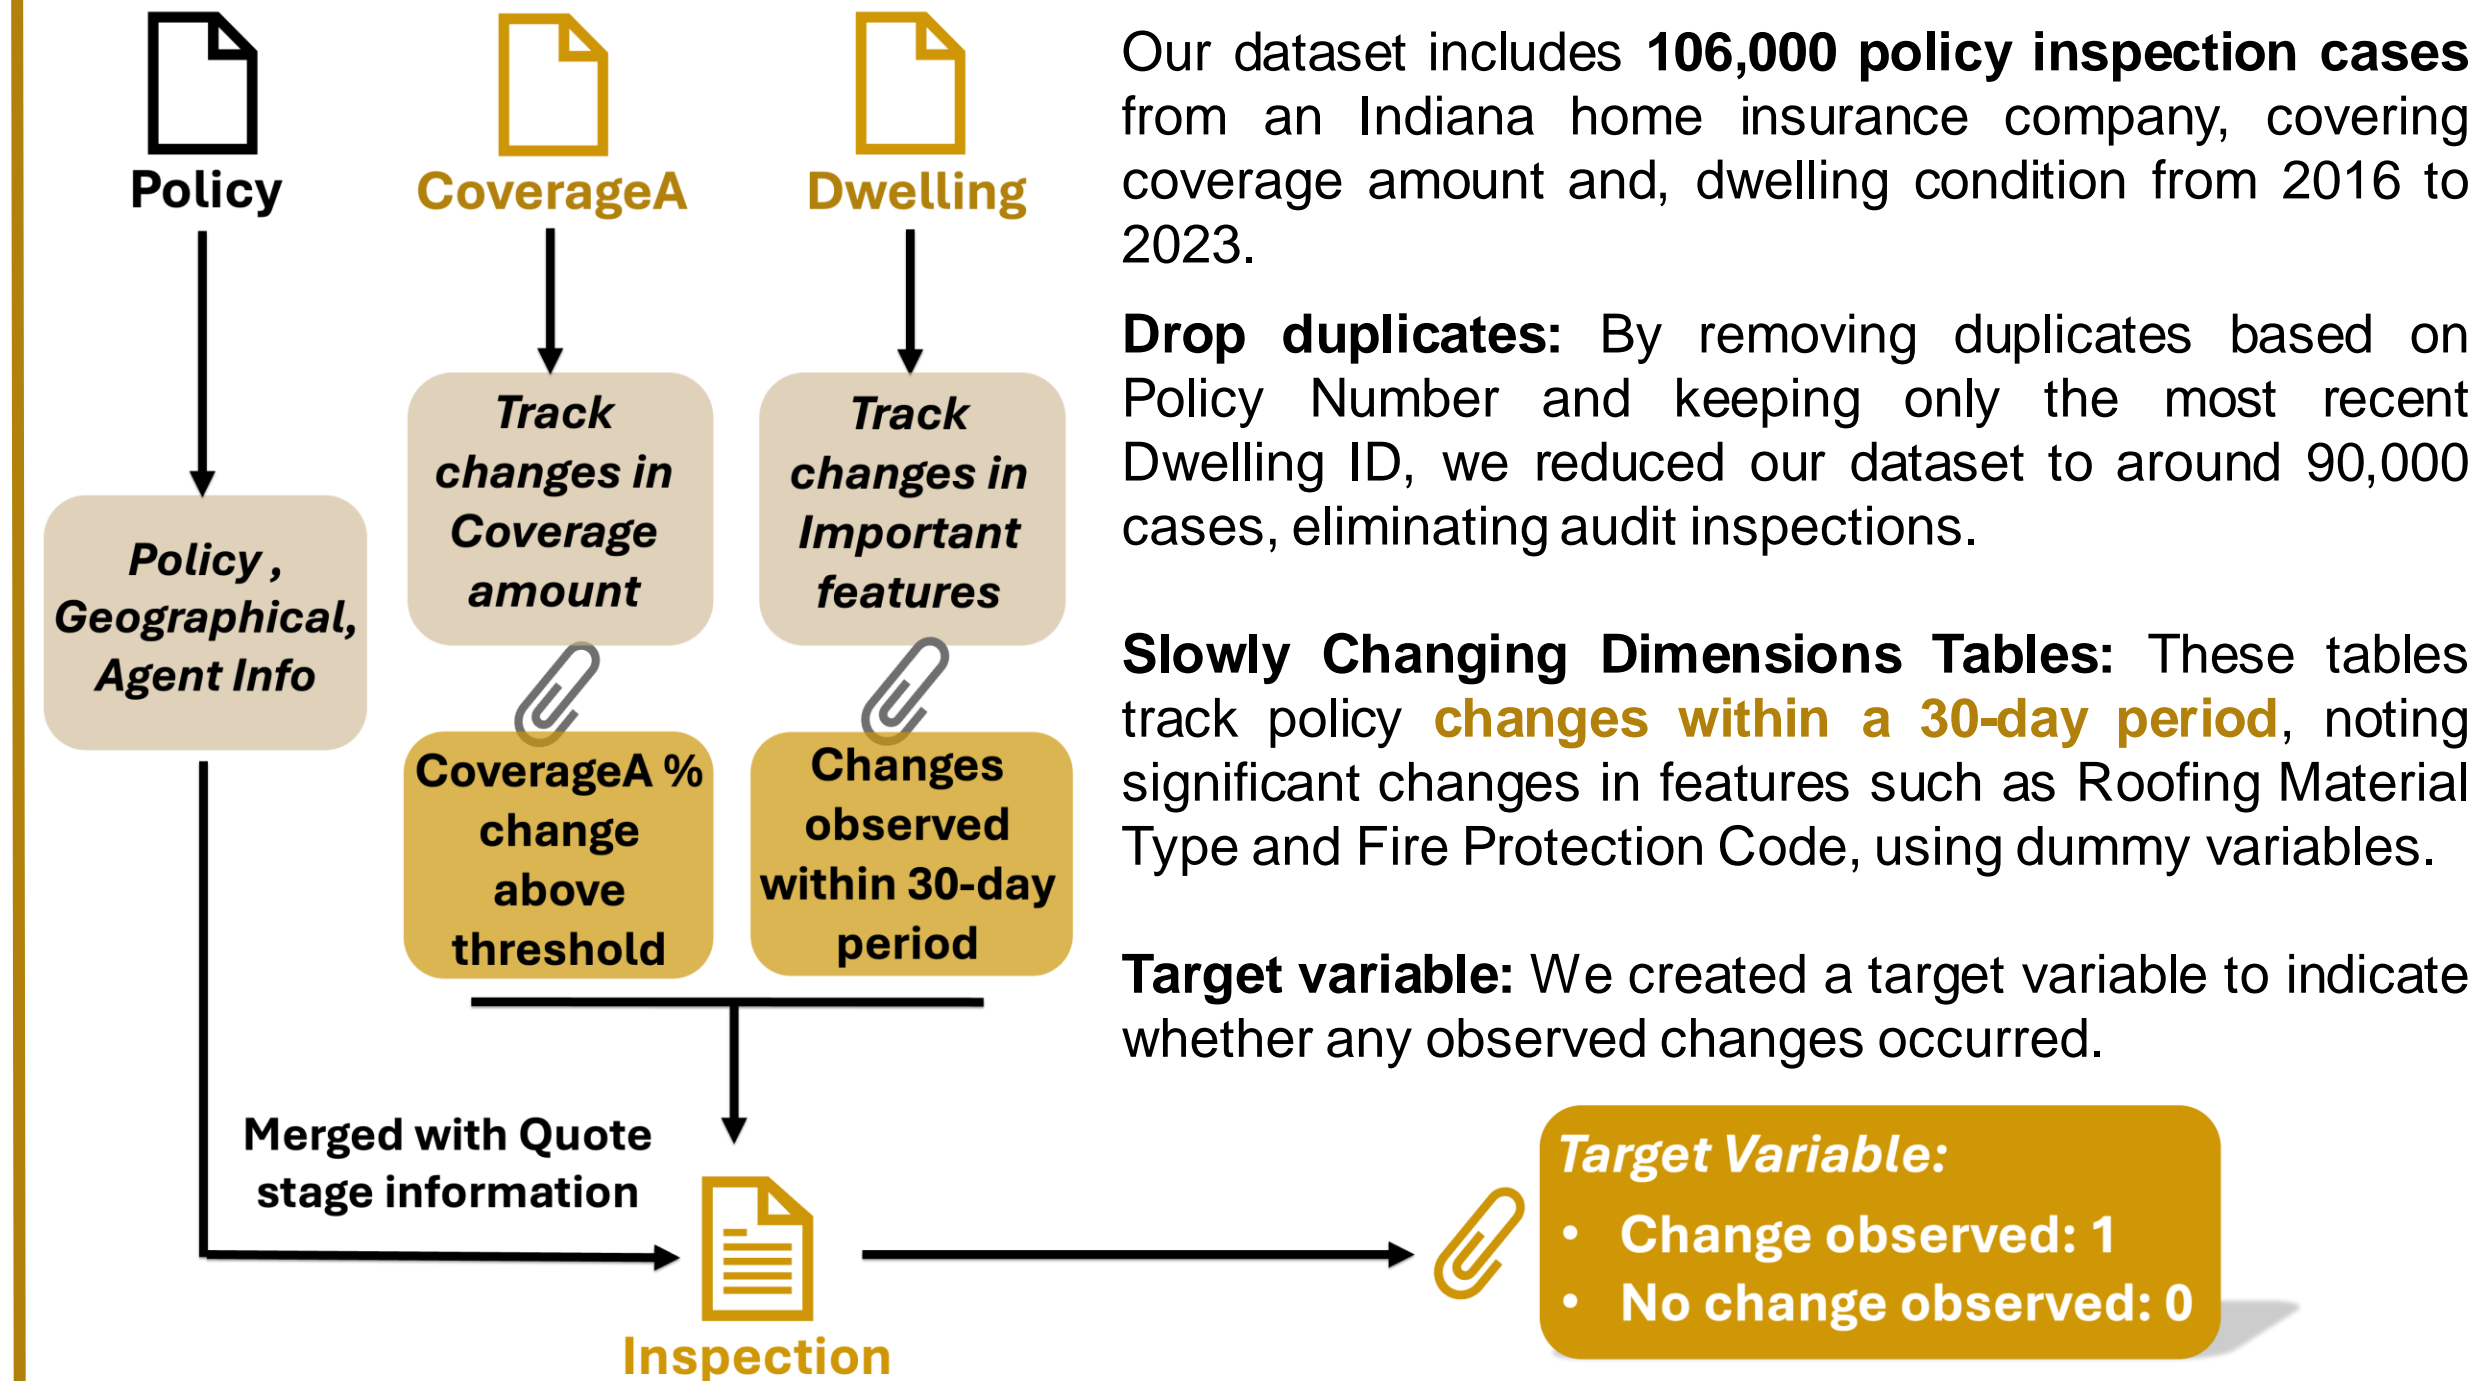 Policy
CoverageA
Dwelling
Policy ,
Geographical,
Agent Info
Track
changes in
Coverage
amount
Track
changes in
Important
features
CoverageA %
change
above
threshold
Changes
observed
within 30-day
period
Merged with Quote
stage information
Inspection
Our dataset includes 106,000 policy inspection cases
from an Indiana home insurance company, covering
coverage amount and, dwelling condition from 2016 to
2023.
Drop duplicates: By removing duplicates based on
Policy Number and keeping only the most recent
Dwelling ID, we reduced our dataset to around 90,000
cases, eliminating audit inspections.
Slowly Changing Dimensions Tables: These tables
track policy changes within a 30-day period, noting
significant changes in features such as Roofing Material
Type and Fire Protection Code, using dummy variables.
Target variable: We created a target variable to indicate
whether any observed changes occurred.
Target Variable:
• Change observed: 1
• No change observed: 0